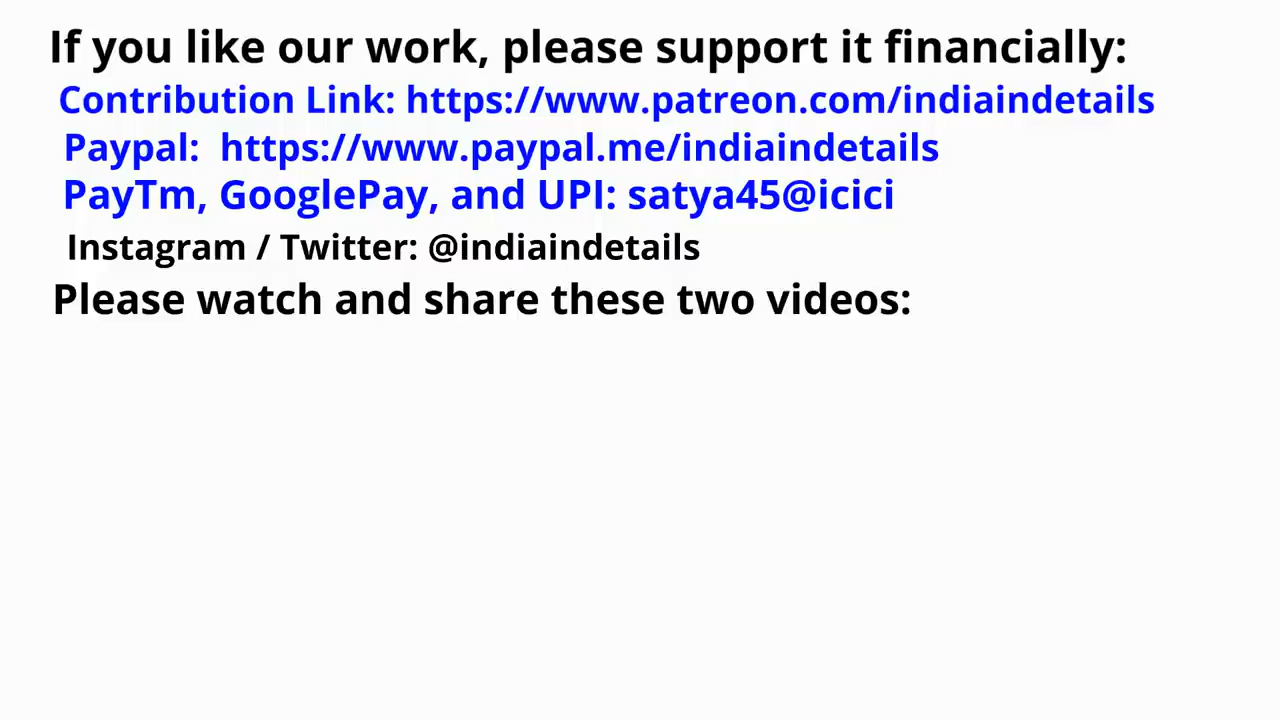 If you like our work, please support it financially:
Contribution Link: https://www.patreon.com/indiaindetails
Paypal: https://www.paypal.me/indiaindetails
PayTm, GooglePay, and UPI: satya45@icici
Instagram / Twitter: @indiaindetails
Please watch and share these two videos: